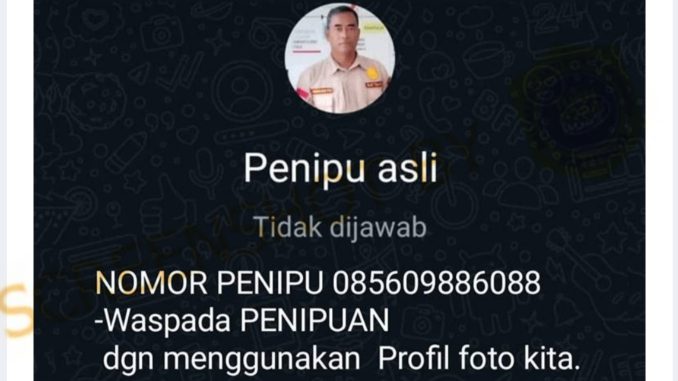 Penipu asli
Tidak dijawab
NOMOR PENIPU 085609886088
-Waspada PENIPUAN
dgn menggunakan Profil foto kita.